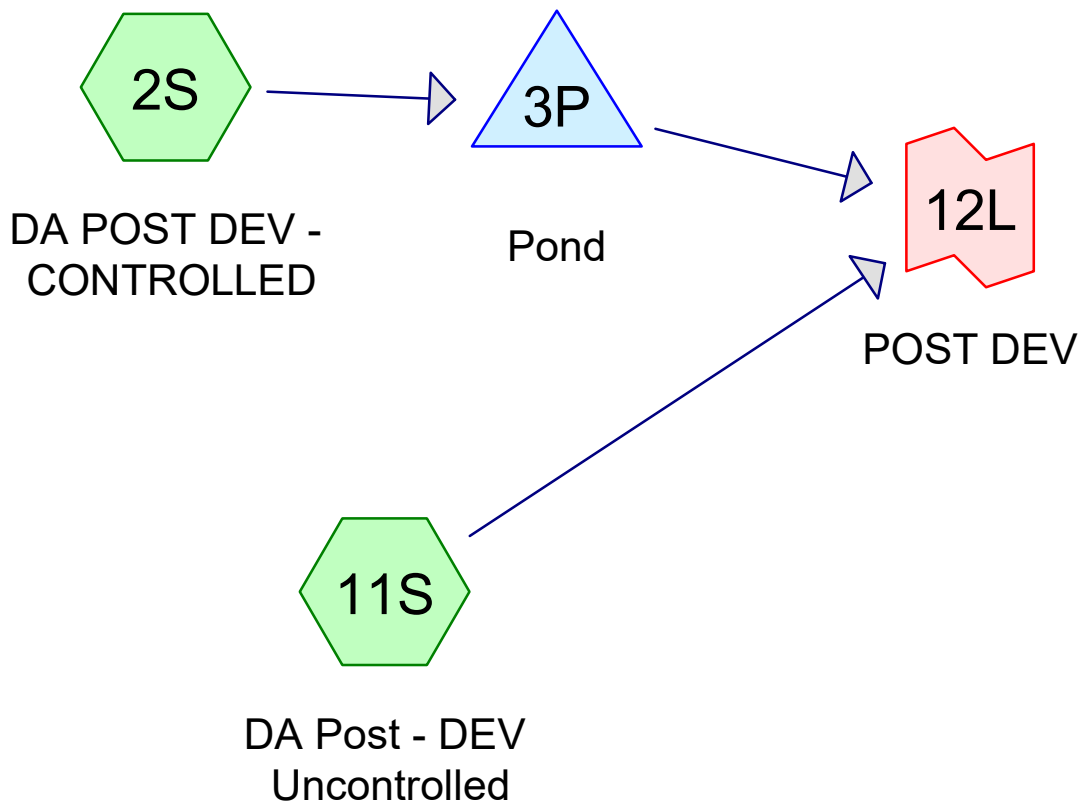 2S
DA POST DEV -
CONTROLLED
3P
Pond
12L
POST DEV
11S
DA Post - DEV
Uncontrolled